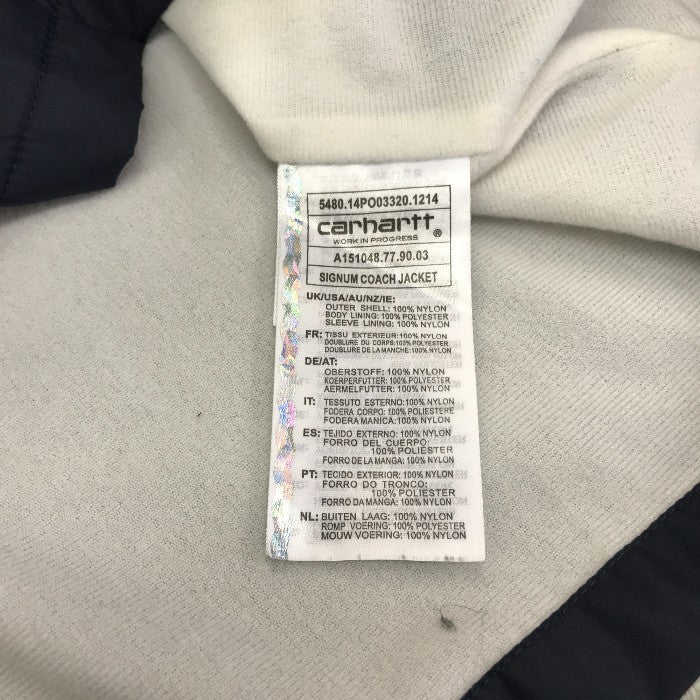 5480.14PO03320.1214
carhartt®
WORK IN PROGRESS
A151048.77.90.03
SIGNUM COACH JACKET
UK/USA/AU/NZ/IE:
OUTER SHELL: 100% NYLON
BODY LINING: 100% POLYESTER
SLEEVE LINING: 100% NYLON
FR: TISSU EXTERIEUR: 100% NYLON
DOUBLURE DU CORPS: 100% POLYESTER
DOUBLURE DE LA MANCHE: 100% NYLON
DE/AT:
OBERSTOFF: 100% NYLON
KOERPERFUTTER: 100% POLYESTER
AERMELFUTTER: 100% NYLON
IT: TESSUTO ESTERNO: 100% NYLON
FODERA CORPO: 100% POLIESTERE
FODERA MANICA: 100% NYLON
ES: TEJIDO EXTERNO: 100% NYLON
FORRO DEL CUERPO:
100% POLIESTER
FORRO DE LA MANGA: 100% NYLON
PT: TECIDO EXTERIOR: 100% NYLON
FORRO DO TRONCO:
100% POLIESTER
FORRO DA MANGA: 100% NYLON
NL: BUITEN LAAG: 100% NYLON
ROMP VOERING: 100% POLYESTER
MOUW VOERING: 100% NYLON